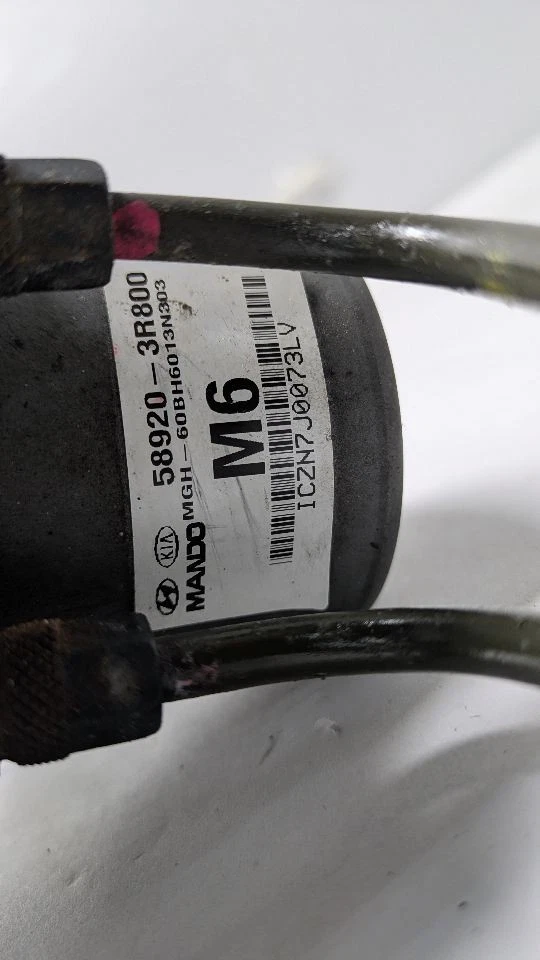 KIA 58920-3R800
MANDO MGH-60BH6013N303
M6
ICZN7J0073LV